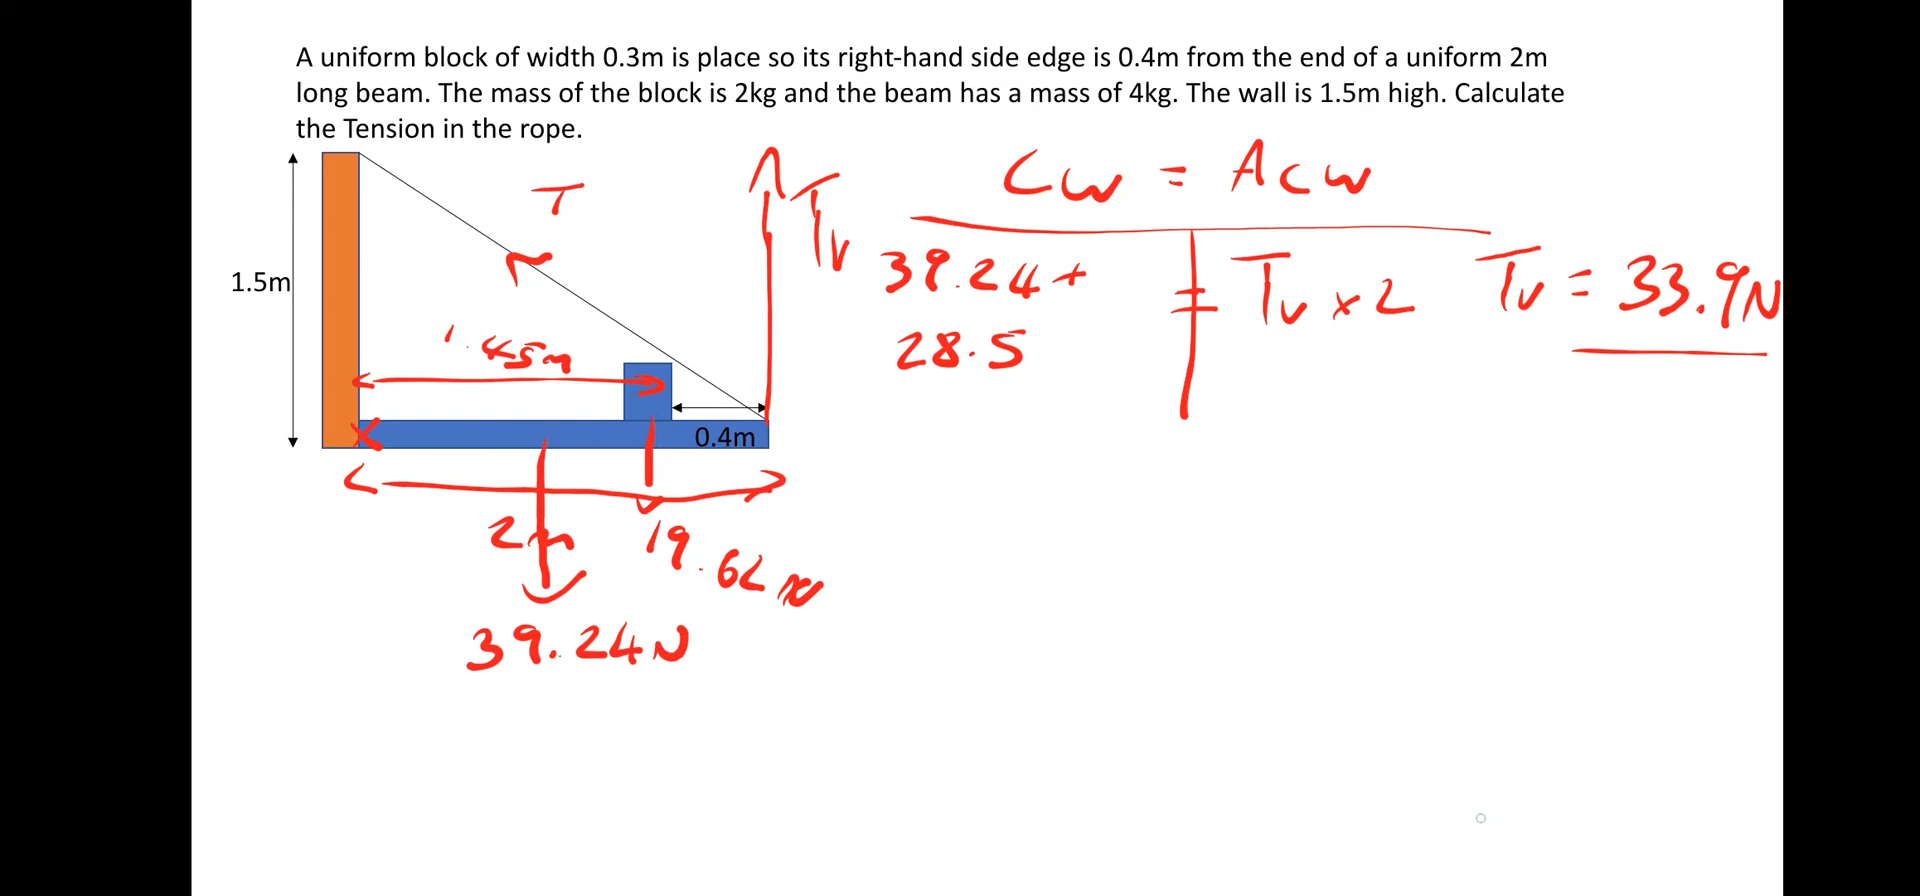 A uniform block of width 0.3m is place so its right-hand side edge is 0.4m from the end of a uniform 2m
long beam. The mass of the block is 2kg and the beam has a mass of 4kg. The wall is 1.5m high. Calculate
the Tension in the rope.
T
Tv
1.5m
1.45m
0.4m
2m
19.62N
39.24N
CW = ACW
39.24 +
28.5
= Tv × 2
Tv = 33.9N